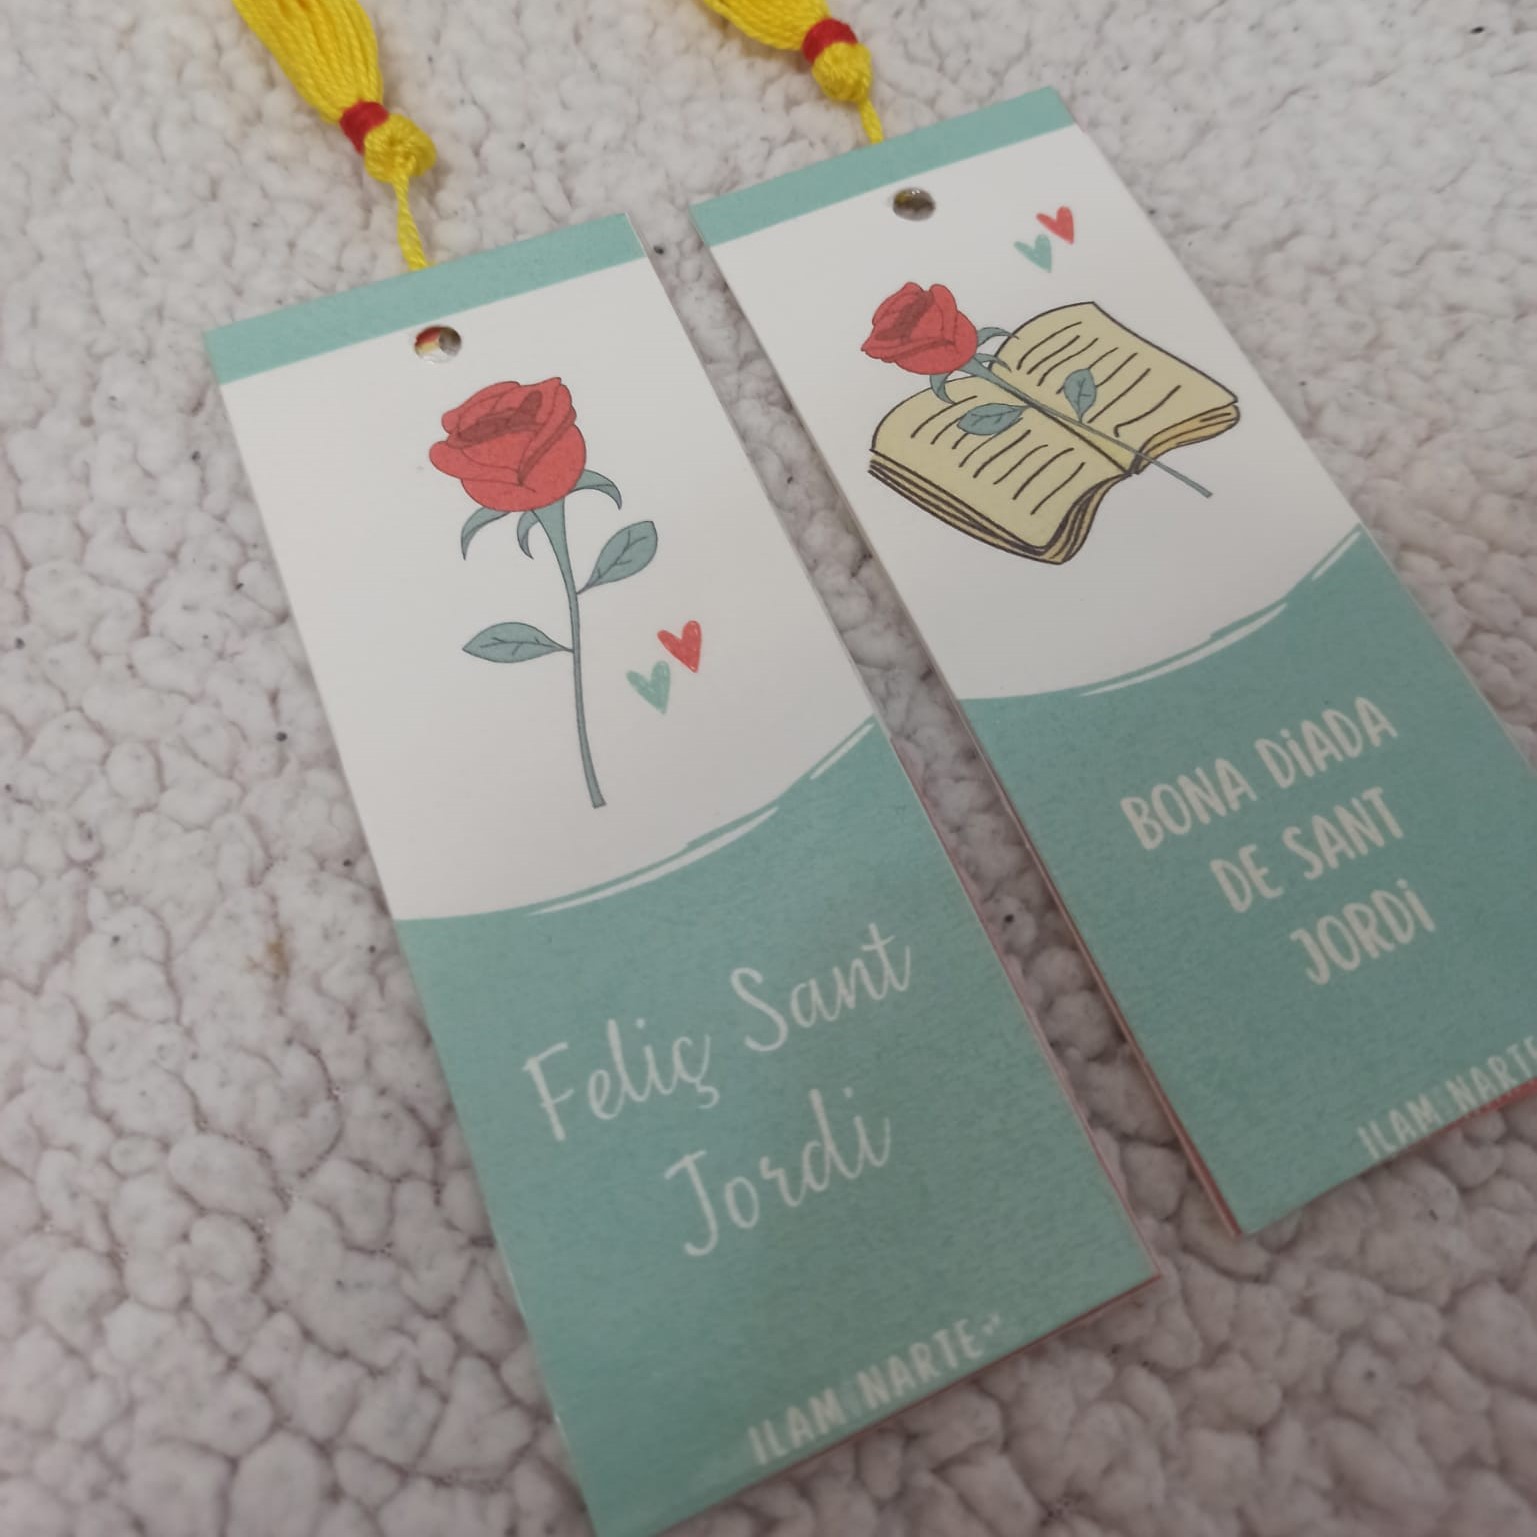 Feliç Sant
Jordi
ILAM NARTE
BONA DiADA
DE SANT
JORDi
ILAM NARTE